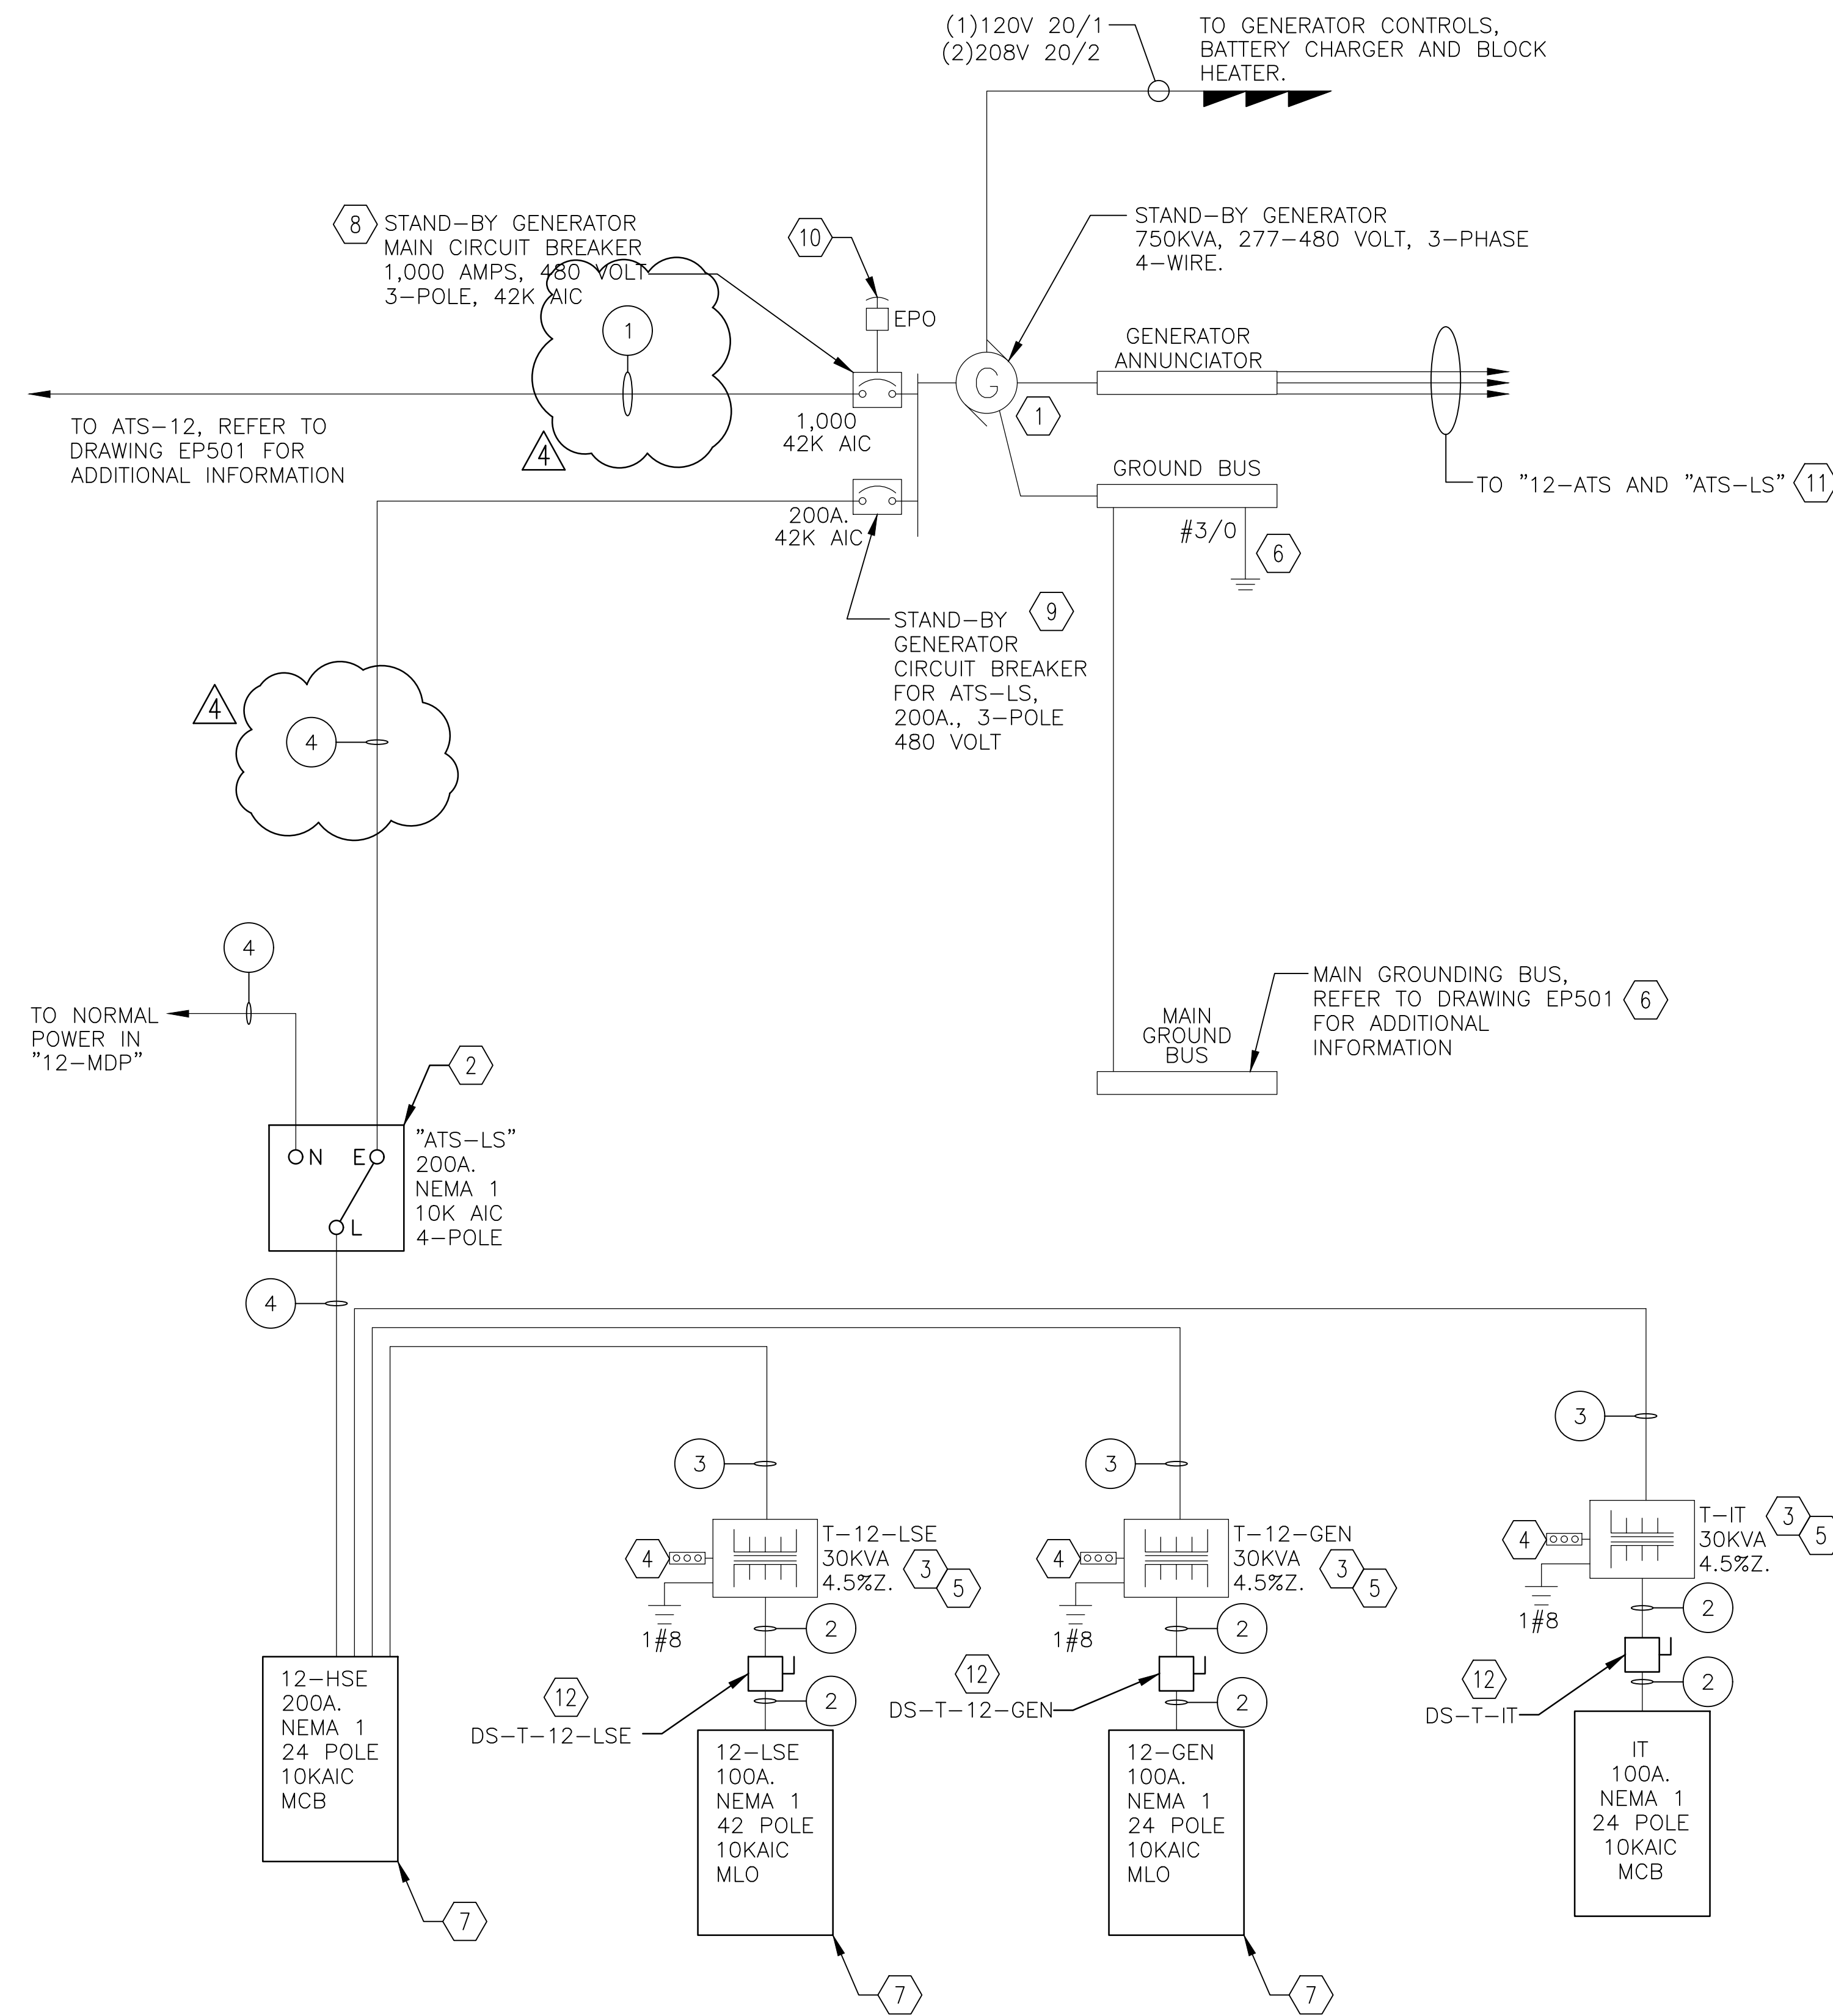 (1)120V 20/1
(2)208V 20/2
TO GENERATOR CONTROLS,
BATTERY CHARGER AND BLOCK
HEATER.
8
STAND-BY GENERATOR
MAIN CIRCUIT BREAKER
1,000 AMPS, 480 VOLT
3-POLE, 42K AIC
10
EPO
STAND-BY GENERATOR
750KVA, 277-480 VOLT, 3-PHASE
4-WIRE.
1
G
1
GENERATOR
ANNUNCIATOR
TO ATS-12, REFER TO
DRAWING EP501 FOR
ADDITIONAL INFORMATION
4
1,000
42K AIC
GROUND BUS
TO "12-ATS AND "ATS-LS"
11
200A.
42K AIC
#3/0
6
STAND-BY
GENERATOR
CIRCUIT BREAKER
FOR ATS-LS,
200A., 3-POLE
480 VOLT
9
4
4
4
TO NORMAL
POWER IN
"12-MDP"
MAIN
GROUND
BUS
MAIN GROUNDING BUS,
REFER TO DRAWING EP501
FOR ADDITIONAL
INFORMATION
6
2
N
E
L
"ATS-LS"
200A.
NEMA 1
10K AIC
4-POLE
4
3
3
3
4
T-12-LSE
30KVA
4.5%Z.
3
5
1#8
4
T-12-GEN
30KVA
4.5%Z.
3
5
1#8
4
T-IT
30KVA
4.5%Z.
3
5
1#8
2
2
2
12
DS-T-12-LSE
2
12
DS-T-12-GEN
2
12
DS-T-IT
2
12-HSE
200A.
NEMA 1
24 POLE
10KAIC
MCB
7
12-LSE
100A.
NEMA 1
42 POLE
10KAIC
MLO
7
12-GEN
100A.
NEMA 1
24 POLE
10KAIC
MLO
7
IT
100A.
NEMA 1
24 POLE
10KAIC
MCB